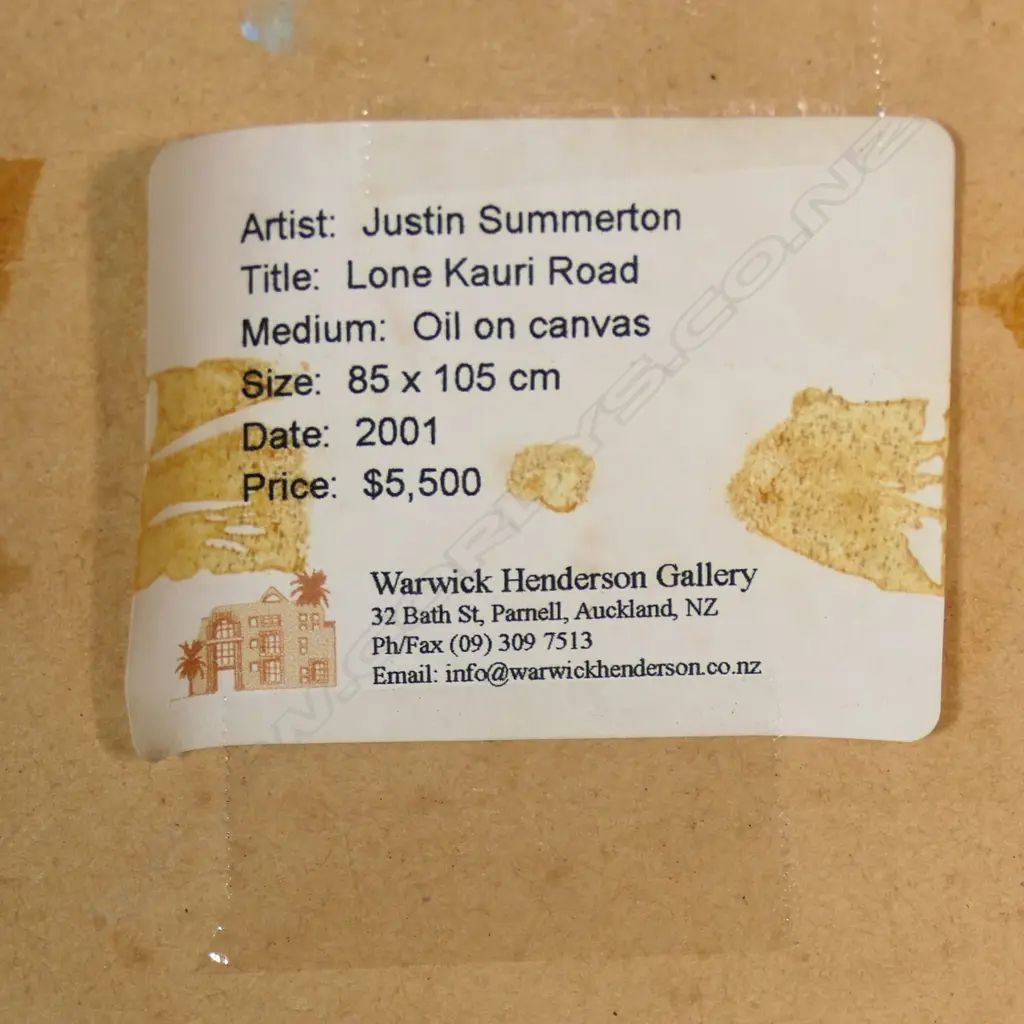 Artist: Justin Summerton
Title: Lone Kauri Road
Medium: Oil on canvas
Size: 85 x 105 cm
Date: 2001
Price: $5,500
Warwick Henderson Gallery
32 Bath St, Parnell, Auckland, NZ
Ph/Fax (09) 309 7513
Email: info@warwickhenderson.co.nz